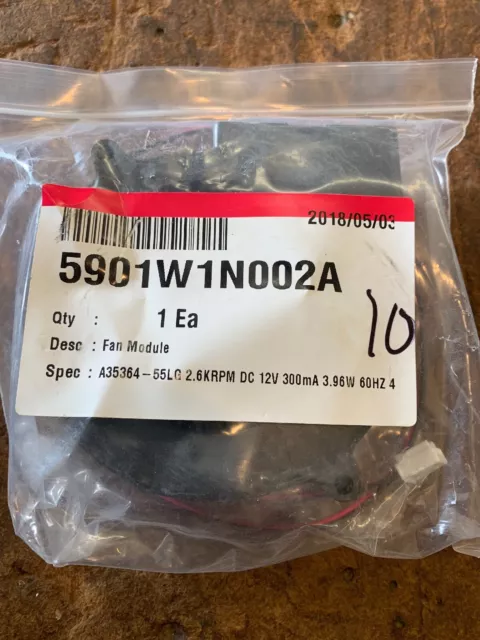 2018/05/03
5901W1N002A
Qty : 1 Ea
Desc : Fan Module
Spec : A35364-55LG 2.6KRPM DC 12V 300mA 3.96W 60HZ 4
10